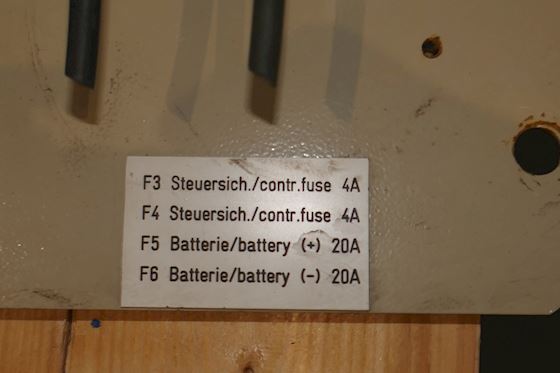 F3 Steuersich./contr.fuse 4A
F4 Steuersich./contr.fuse 4A
F5 Batterie/battery (+) 20A
F6 Batterie/battery (-) 20A